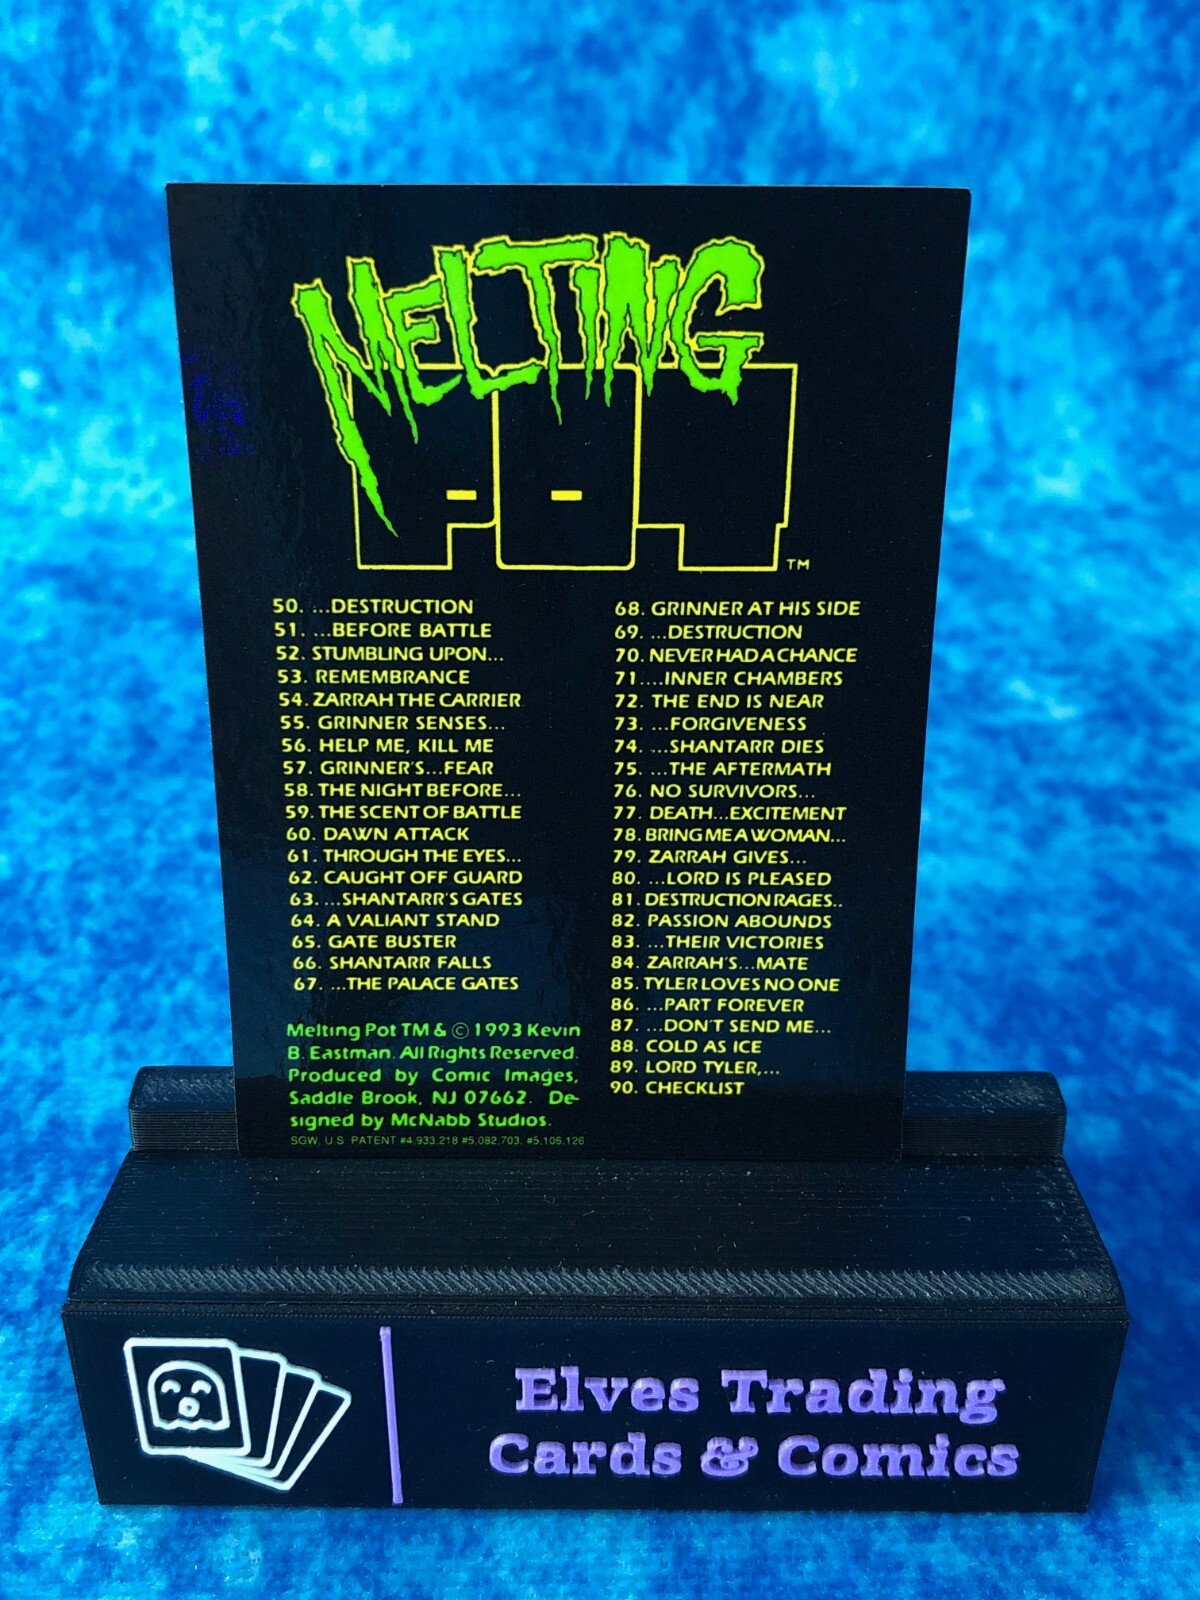 MELTING
POT TM
50. ...DESTRUCTION
51. ...BEFORE BATTLE
52. STUMBLING UPON...
53. REMEMBRANCE
54. ZARRAH THE CARRIER
55. GRINNER SENSES...
56. HELP ME, KILL ME
57. GRINNER'S...FEAR
58. THE NIGHT BEFORE...
59. THE SCENT OF BATTLE
60. DAWN ATTACK
61. THROUGH THE EYES...
62. CAUGHT OFF GUARD
63. ...SHANTARR'S GATES
64. A VALIANT STAND
65. GATE BUSTER
66. SHANTARR FALLS
67. ...THE PALACE GATES
Melting Pot TM & © 1993 Kevin
B. Eastman. All Rights Reserved.
Produced by Comic Images,
Saddle Brook, NJ 07662. De-
signed by McNabb Studios.
SGW, U.S. PATENT #4,933,218 #5,082,703, #5,106,126
68. GRINNER AT HIS SIDE
69. ...DESTRUCTION
70. NEVER HAD A CHANCE
71. ...INNER CHAMBERS
72. THE END IS NEAR
73. ...FORGIVENESS
74. ...SHANTARR DIES
75. ...THE AFTERMATH
76. NO SURVIVORS...
77. DEATH...EXCITEMENT
78. BRING ME A WOMAN...
79. ZARRAH GIVES...
80. ...LORD IS PLEASED
81. DESTRUCTION RAGES..
82. PASSION ABOUNDS
83. ...THEIR VICTORIES
84. ZARRAH'S...MATE
85. TYLER LOVES NO ONE
86. ...PART FOREVER
87. ...DON'T SEND ME...
88. COLD AS ICE
89. LORD TYLER,...
90. CHECKLIST
Elves Trading
Cards & Comics